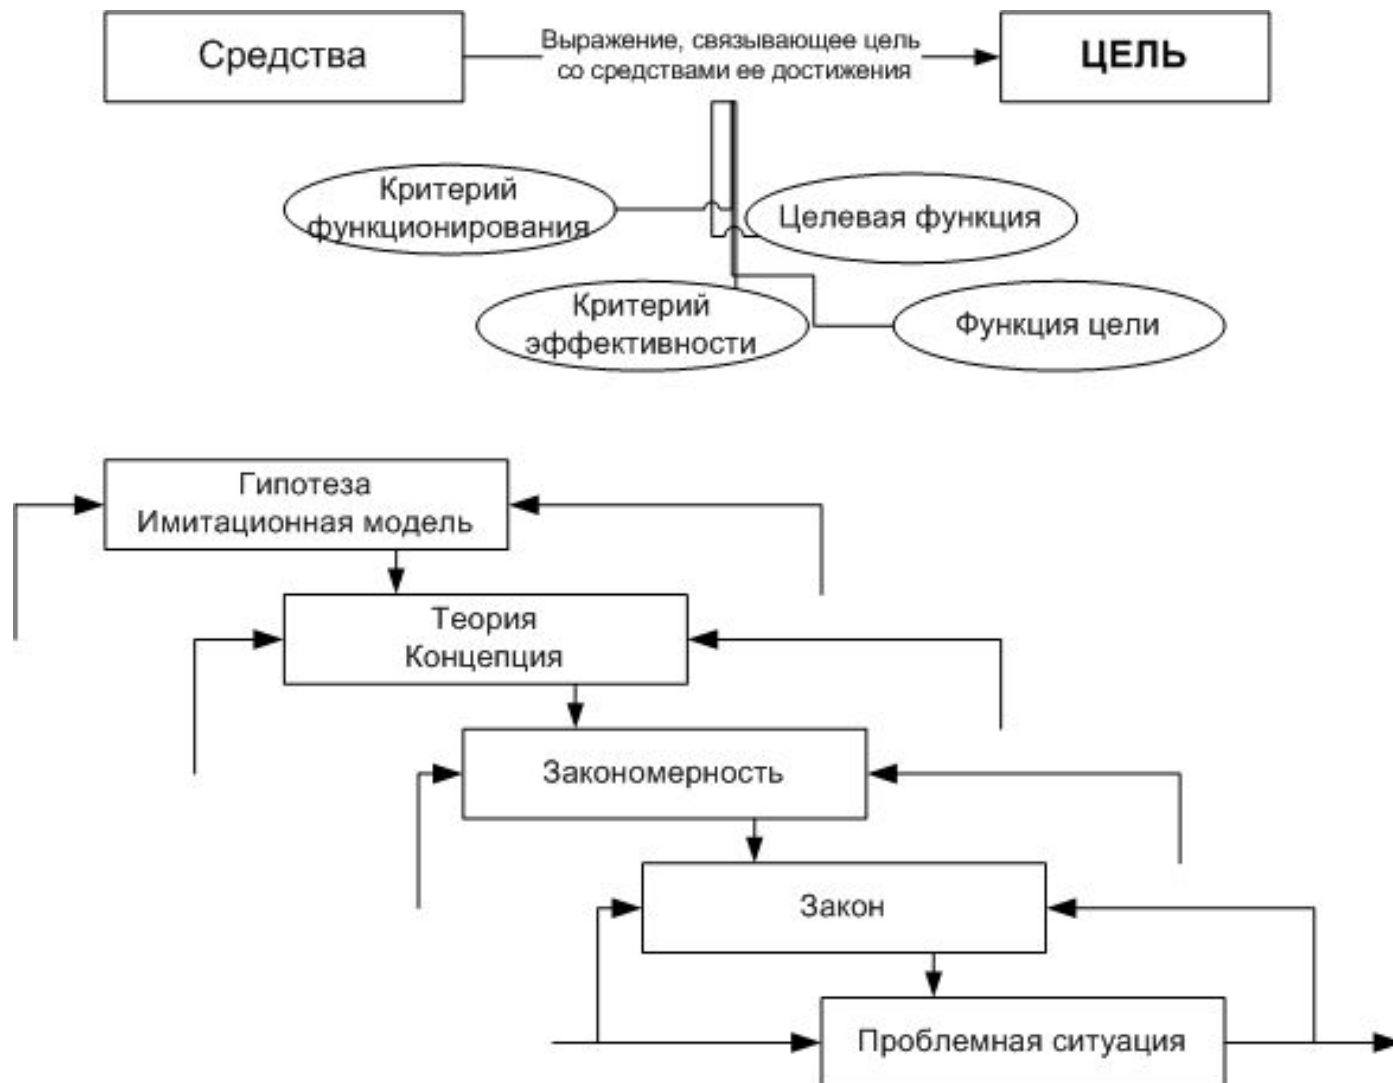 Средства
Выражение, связывающее цель
со средствами ее достижения
ЦЕЛЬ
Критерий
функционирования
Целевая функция
Критерий
эффективности
Функция цели
Гипотеза
Имитационная модель
Теория
Концепция
Закономерность
Закон
Проблемная ситуация